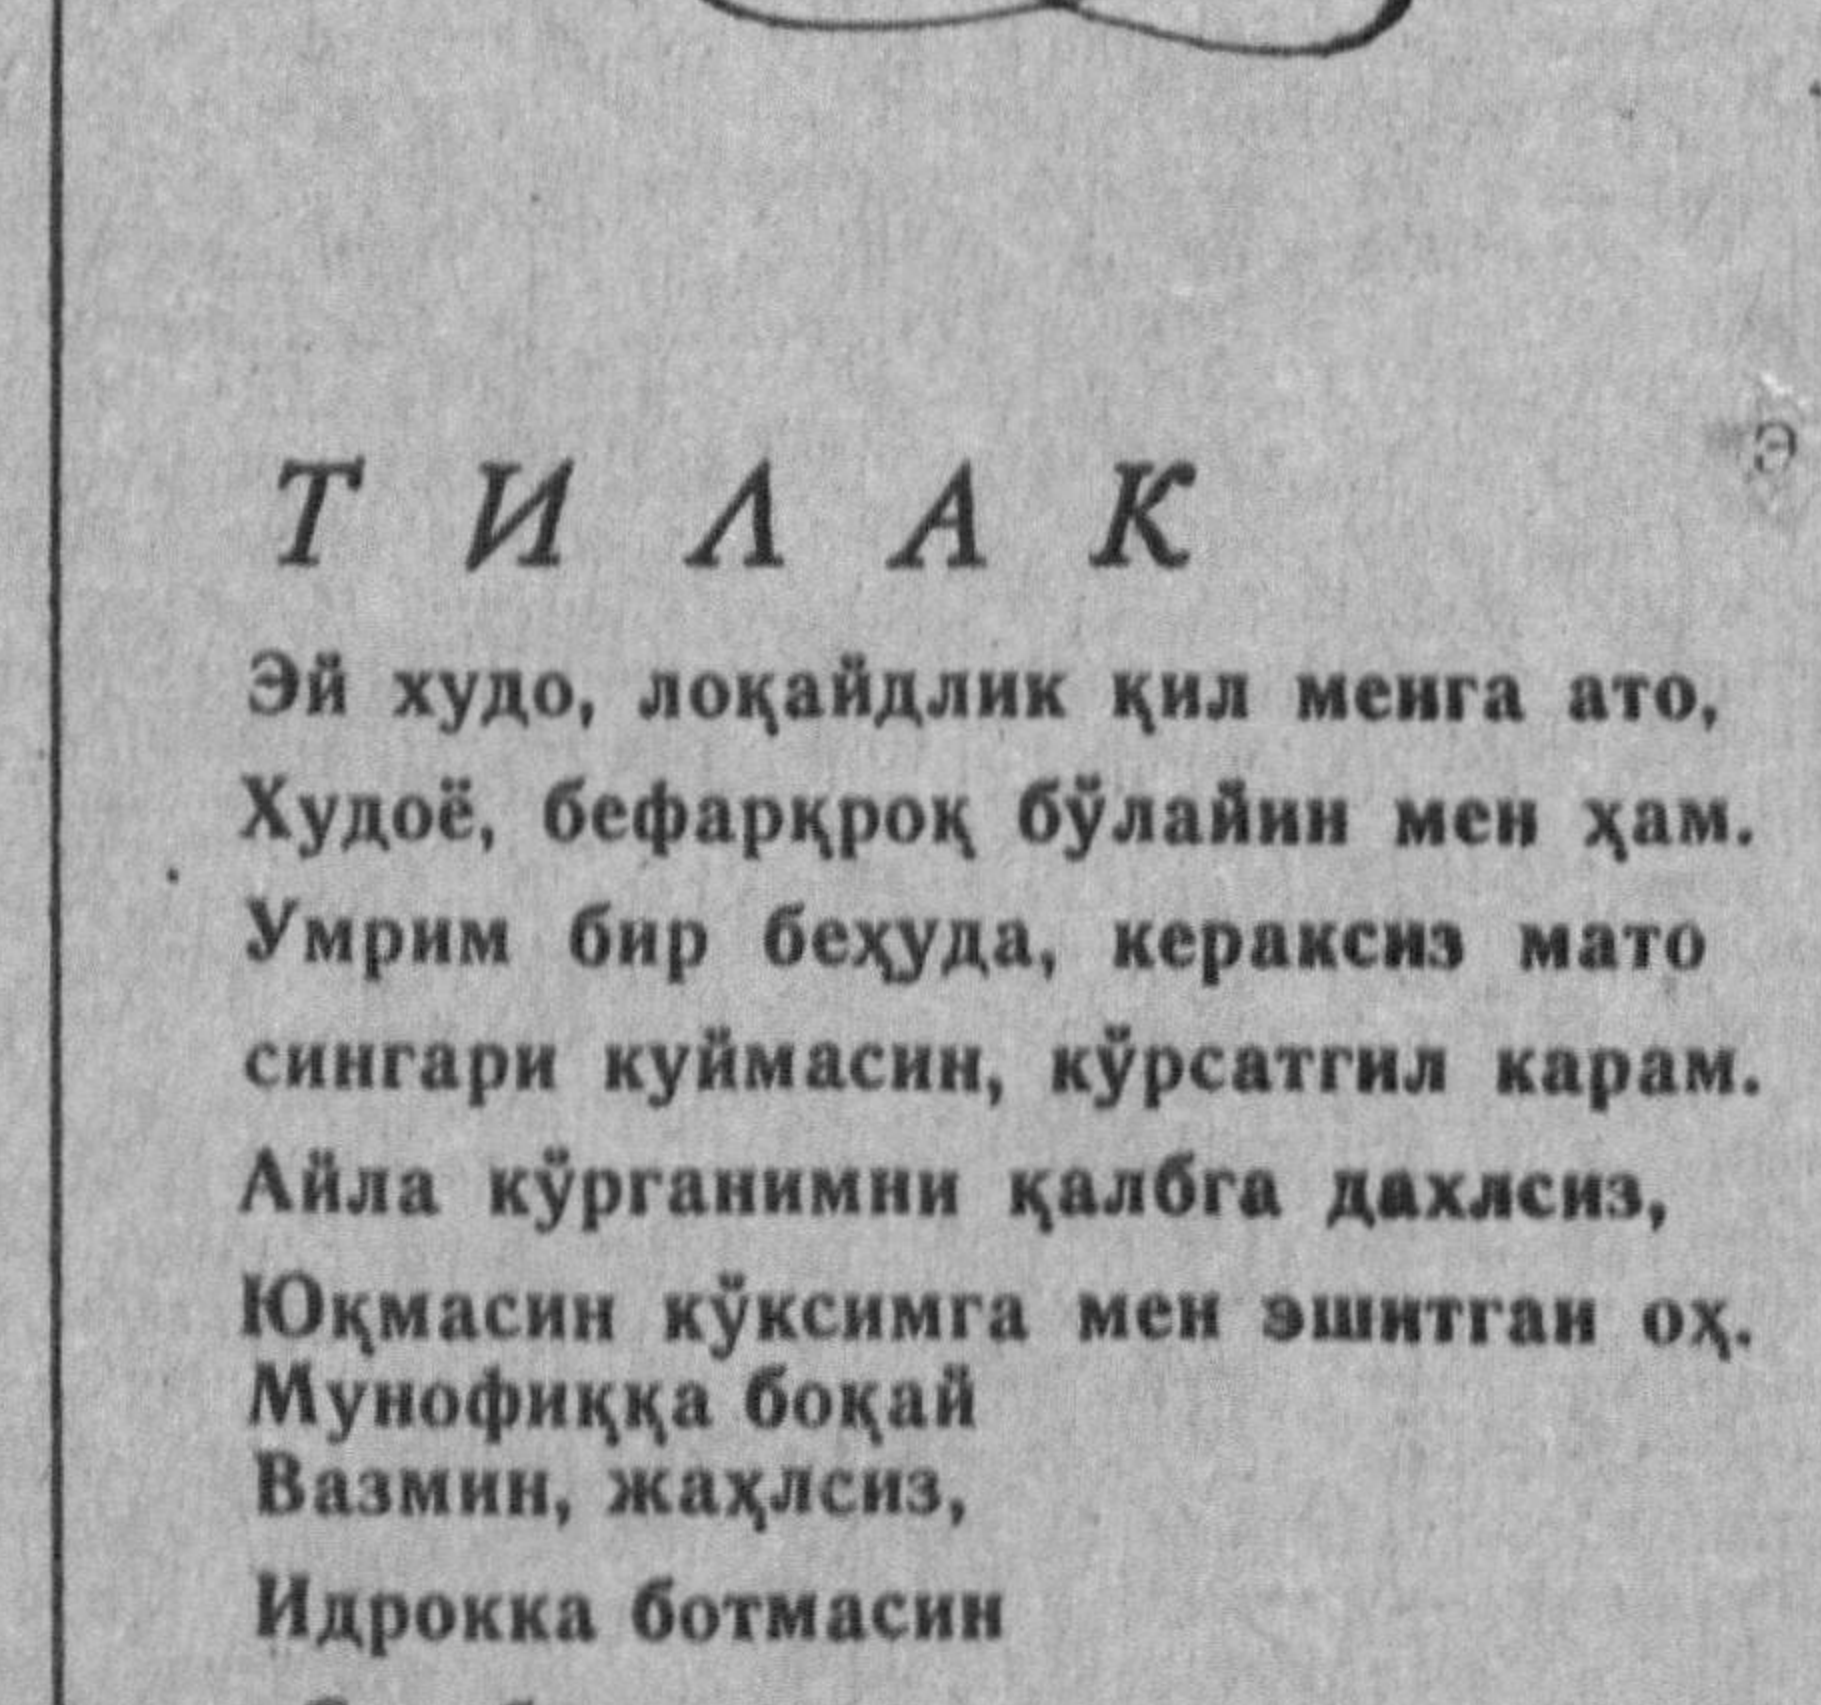 ТИЛАК
Эй худо, лоқайдлик қил менга ато,
Худоё, бефарқроқ бўлайин мен ҳам.
Умрим бир беҳуда, кераксиз мато
сингари куймасин, кўрсатгил карам.
Айла кўрганимни қалбга дахлсиз,
Юқмасин кўксимга мен эшитган оҳ.
Мунофиққа боқай
Вазмин, жаҳлсиз,
Идрокка ботмасин